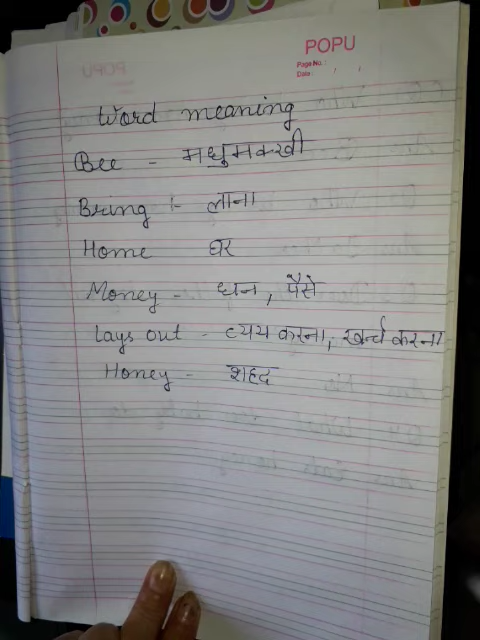 POPU
Page No.:
Date:
Word meaning
Bee - मधुमक्खी
Bring :- लाना
Home घर
Money - धन, पैसे
Lays out - व्यय करना, खर्च करना
Honey - शहद